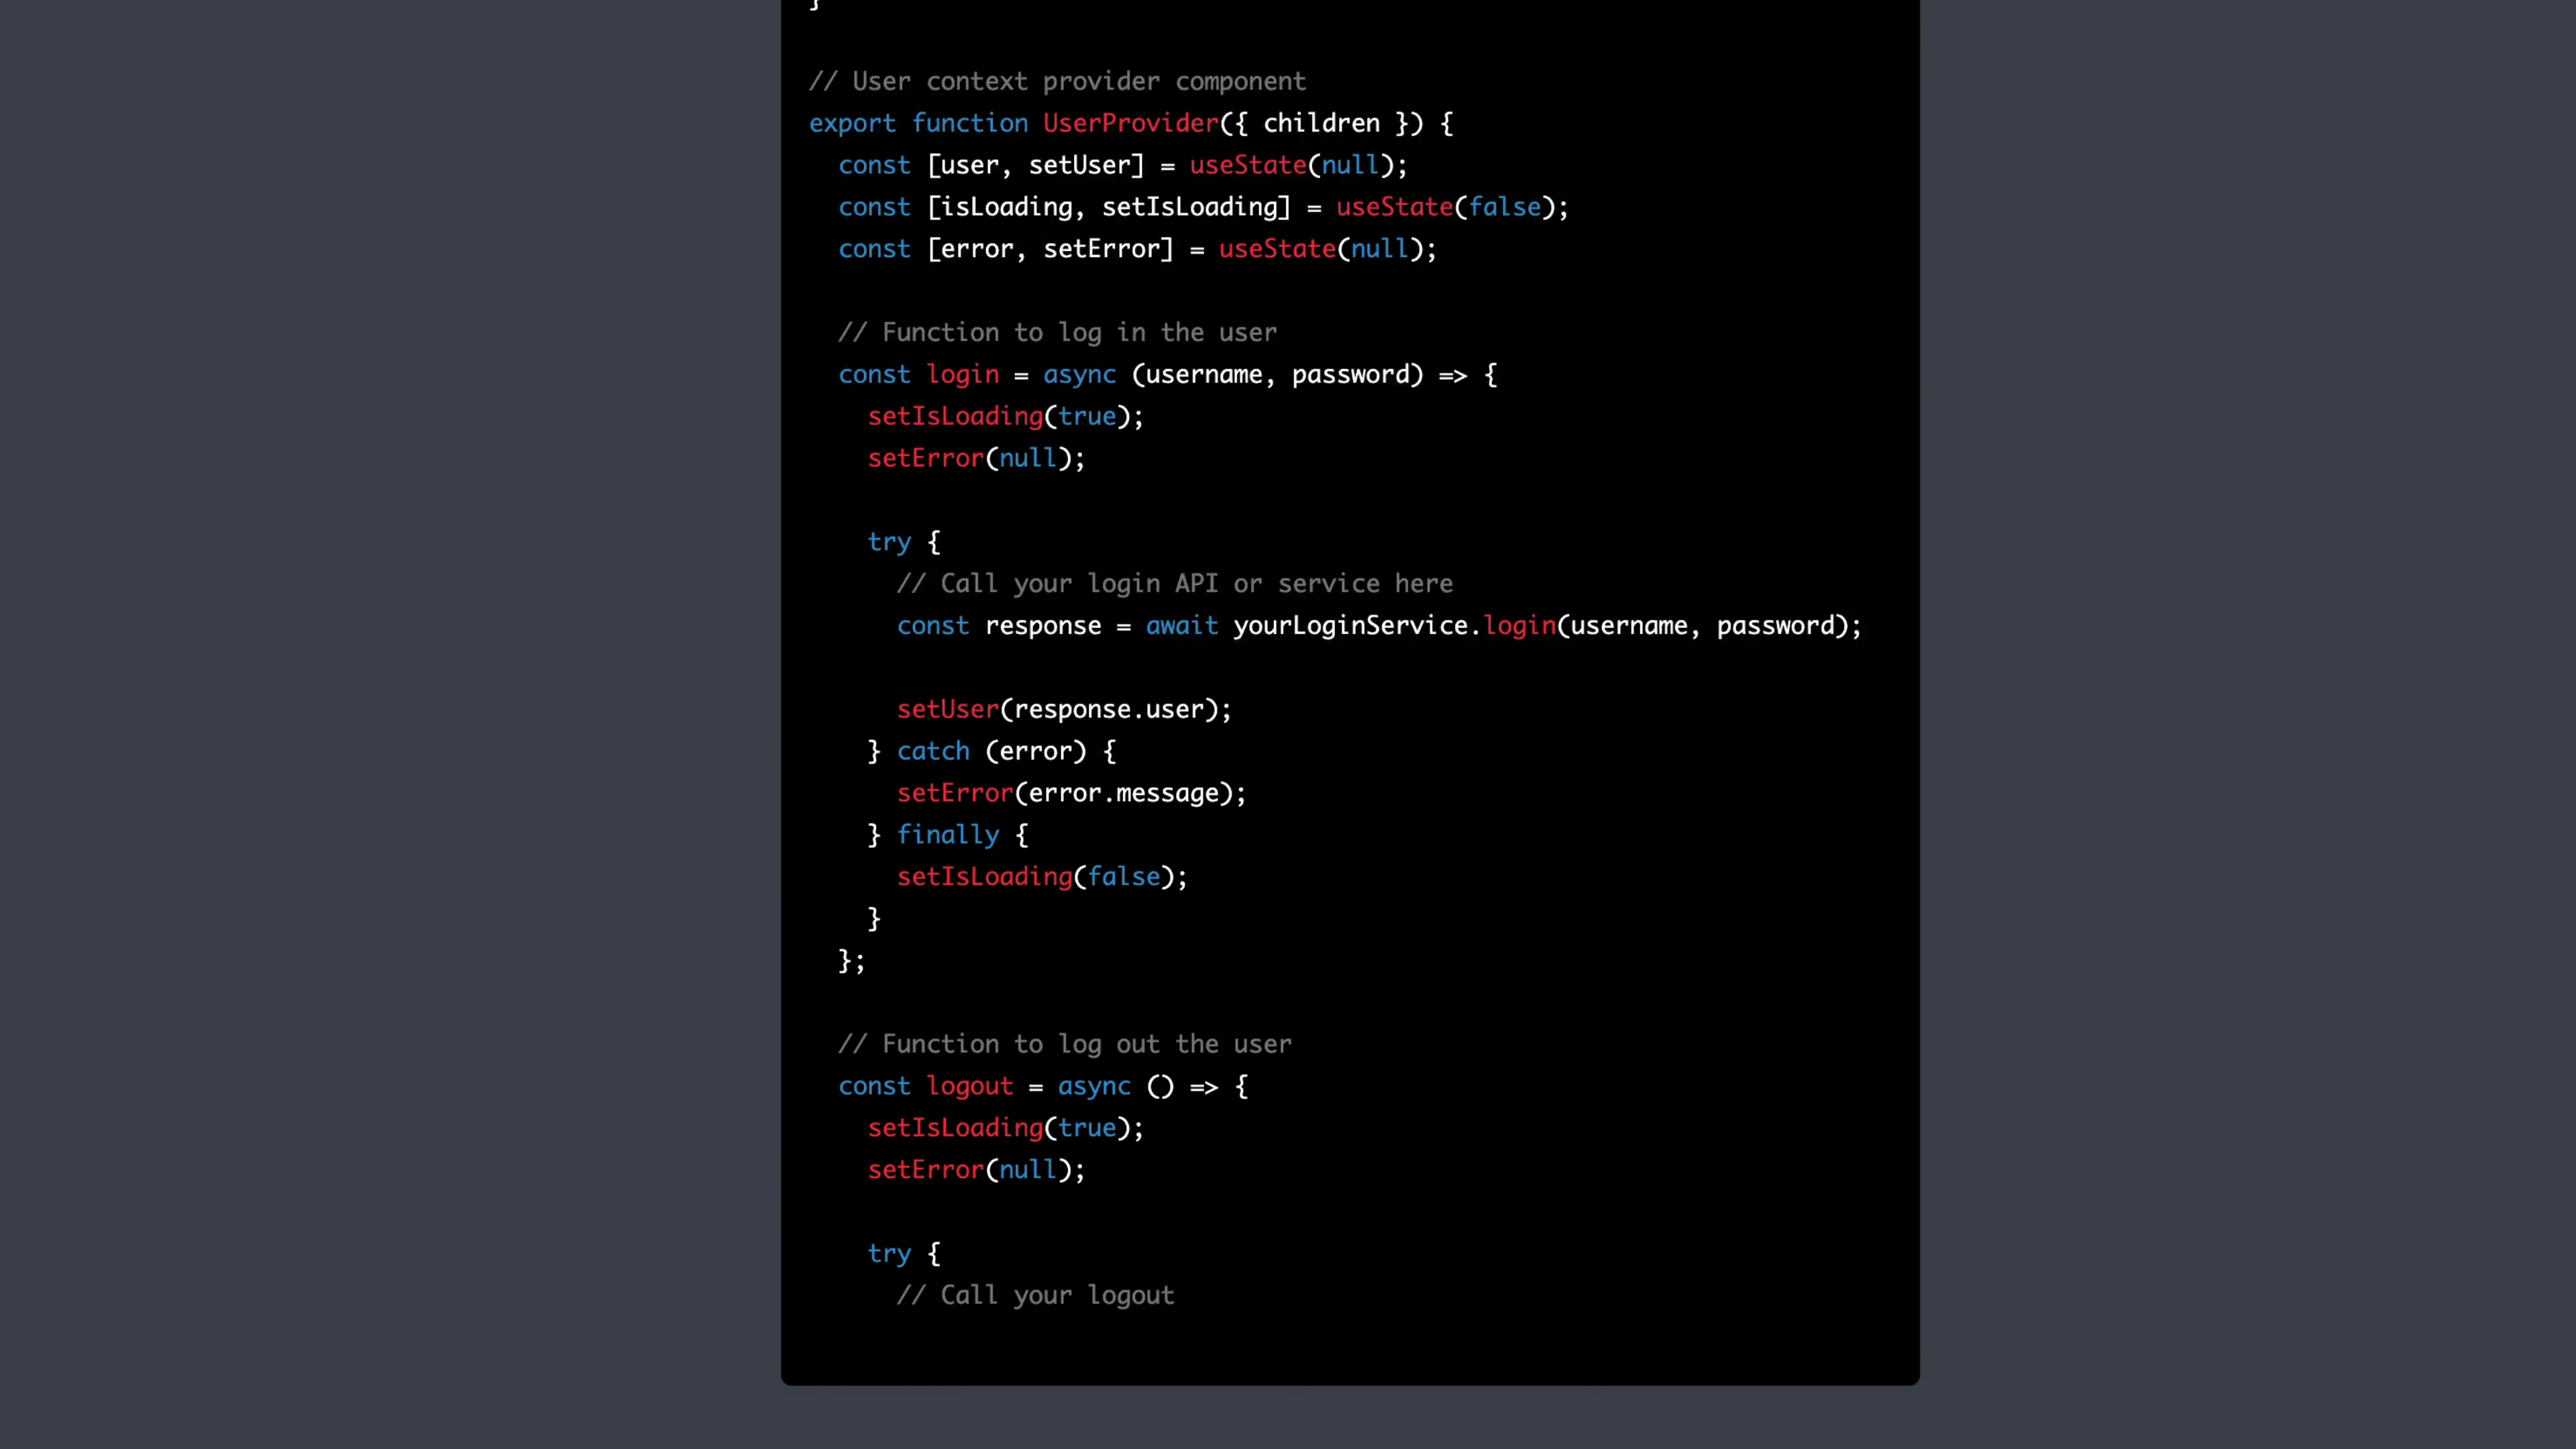 }
// User context provider component
export function UserProvider({ children }) {
  const [user, setUser] = useState(null);
  const [isLoading, setIsLoading] = useState(false);
  const [error, setError] = useState(null);
  // Function to log in the user
  const login = async (username, password) => {
    setIsLoading(true);
    setError(null);
    try {
      // Call your login API or service here
      const response = await yourLoginService.login(username, password);
      setUser(response.user);
    } catch (error) {
      setError(error.message);
    } finally {
      setIsLoading(false);
    }
  };
  // Function to log out the user
  const logout = async () => {
    setIsLoading(true);
    setError(null);
    try {
      // Call your logout